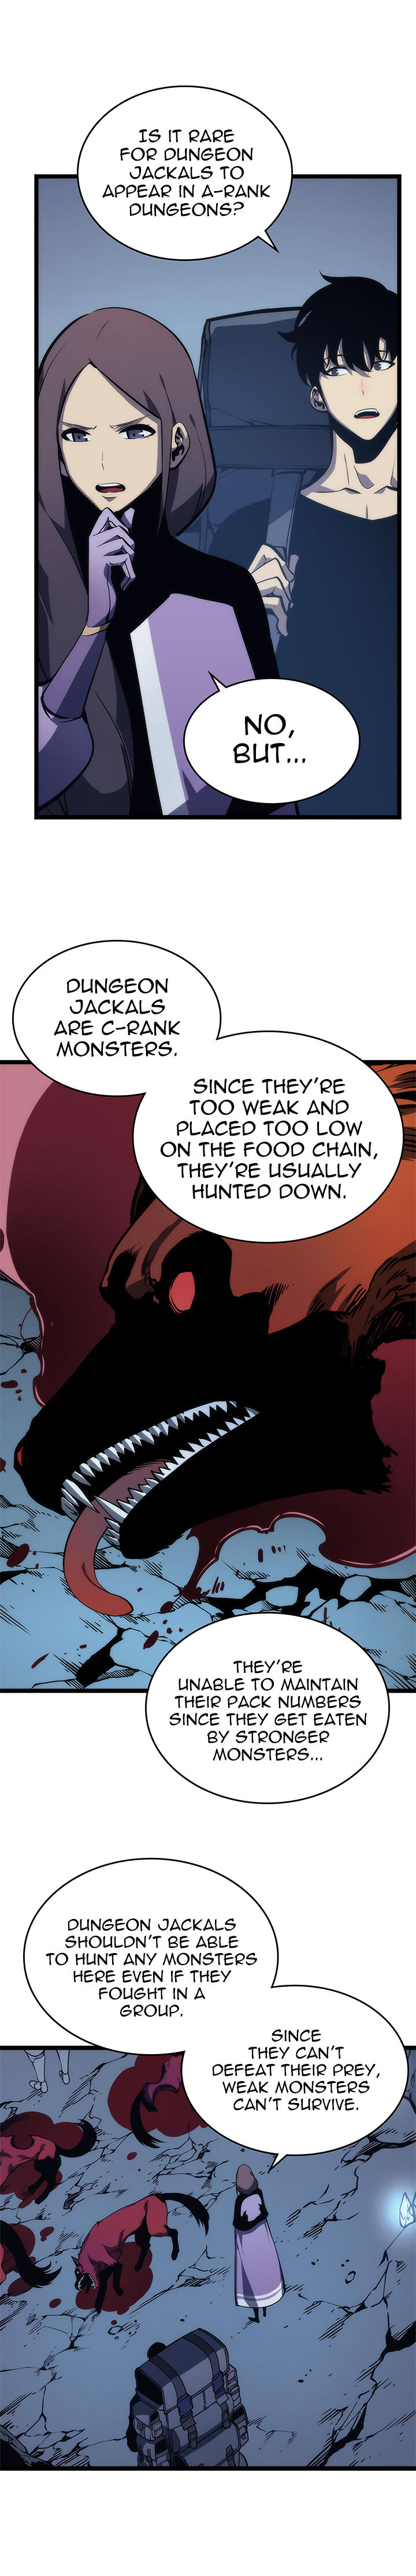 IS IT RARE
FOR DUNGEON
JACKALS TO
APPEAR IN A-RANK
DUNGEONS?
NO,
BUT...
DUNGEON
JACKALS
ARE C-RANK
MONSTERS.
SINCE THEY'RE
TOO WEAK AND
PLACED TOO LOW
ON THE FOOD CHAIN,
THEY'RE USUALLY
HUNTED DOWN.
THEY'RE
UNABLE TO MAINTAIN
THEIR PACK NUMBERS
SINCE THEY GET EATEN
BY STRONGER
MONSTERS...
DUNGEON JACKALS
SHOULDN'T BE ABLE
TO HUNT ANY MONSTERS
HERE EVEN IF THEY
FOUGHT IN A
GROUP.
SINCE
THEY CAN'T
DEFEAT THEIR PREY,
WEAK MONSTERS
CAN'T SURVIVE.